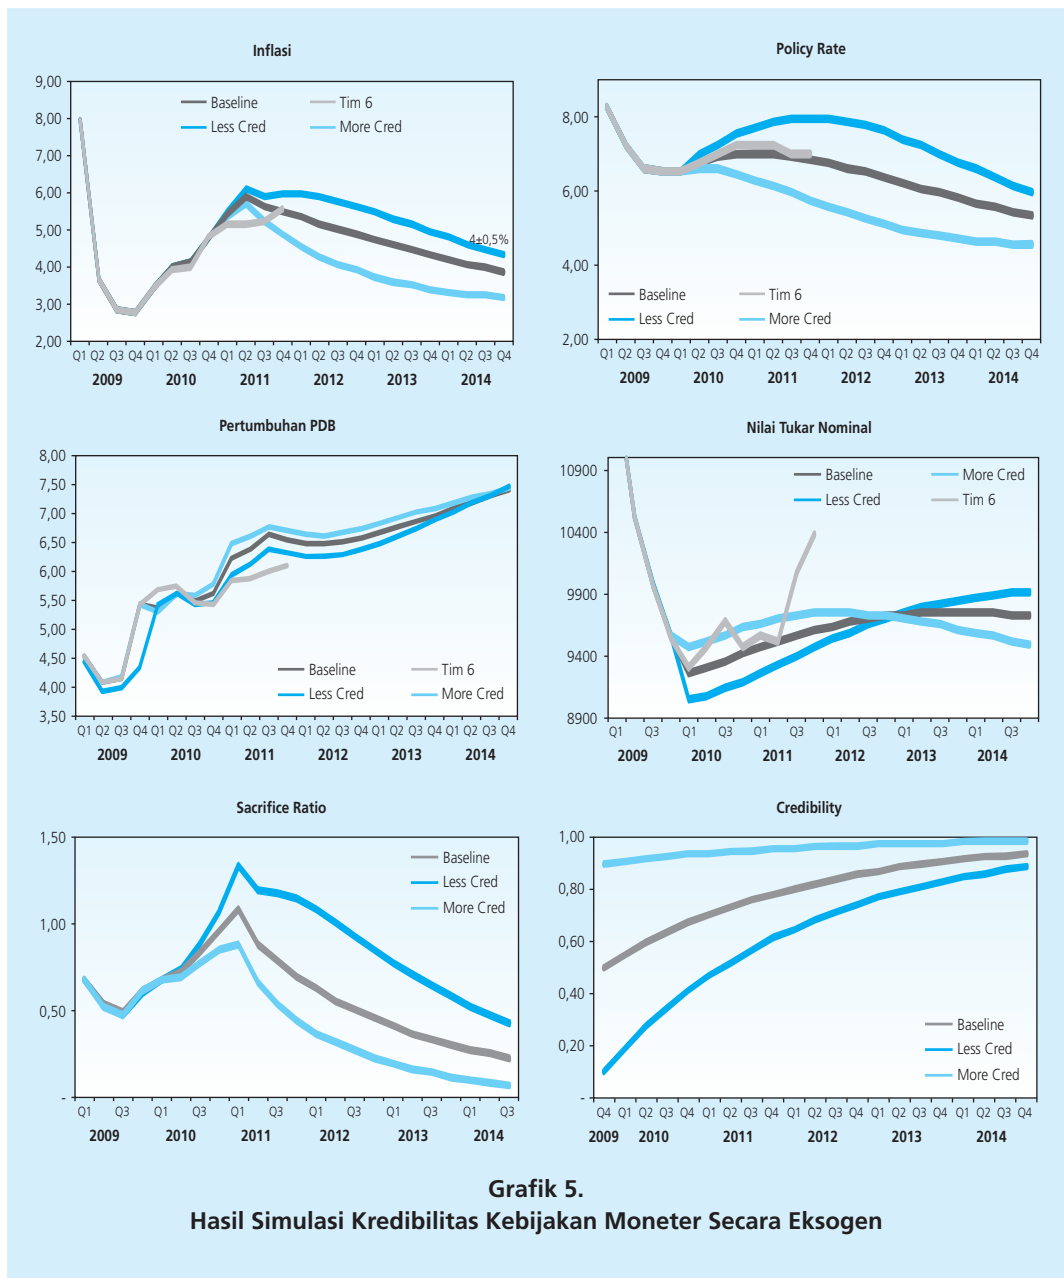 Inflasi
9,00
8,00
7,00
6,00
5,00
4,00
3,00
2,00
Baseline
Tim 6
Less Cred
More Cred
4±0,5%
Q1 Q2 Q3 Q4 Q1 Q2 Q3 Q4 Q1 Q2 Q3 Q4 Q1 Q2 Q3 Q4 Q1 Q2 Q3 Q4 Q1 Q2 Q3 Q4
2009 2010 2011 2012 2013 2014
Policy Rate
8,00
6,00
4,00
2,00
Baseline
Tim 6
Less Cred
More Cred
Q1 Q2 Q3 Q4 Q1 Q2 Q3 Q4 Q1 Q2 Q3 Q4 Q1 Q2 Q3 Q4 Q1 Q2 Q3 Q4 Q1 Q2 Q3 Q4
2009 2010 2011 2012 2013 2014
Pertumbuhan PDB
8,00
7,50
7,00
6,50
6,00
5,50
5,00
4,50
4,00
3,50
Baseline
Tim 6
Less Cred
More Cred
Q1 Q2 Q3 Q4 Q1 Q2 Q3 Q4 Q1 Q2 Q3 Q4 Q1 Q2 Q3 Q4 Q1 Q2 Q3 Q4 Q1 Q2 Q3 Q4
2009 2010 2011 2012 2013 2014
Nilai Tukar Nominal
10900
10400
9900
9400
8900
Baseline
More Cred
Less Cred
Tim 6
Q1 Q3 Q1 Q3 Q1 Q3 Q1 Q3 Q1 Q3 Q1 Q3
2009 2010 2011 2012 2013 2014
Sacrifice Ratio
1,50
1,00
0,50
-
Baseline
Less Cred
More Cred
Q1 Q3 Q1 Q3 Q1 Q3 Q1 Q3 Q1 Q3 Q1 Q3
2009 2010 2011 2012 2013 2014
Credibility
1,00
0,80
0,60
0,40
0,20
-
Baseline
Less Cred
More Cred
Q4 Q1 Q2 Q3 Q4 Q1 Q2 Q3 Q4 Q1 Q2 Q3 Q4 Q1 Q2 Q3 Q4 Q1 Q2 Q3 Q4
2009 2010 2011 2012 2013 2014
Grafik 5.
Hasil Simulasi Kredibilitas Kebijakan Moneter Secara Eksogen